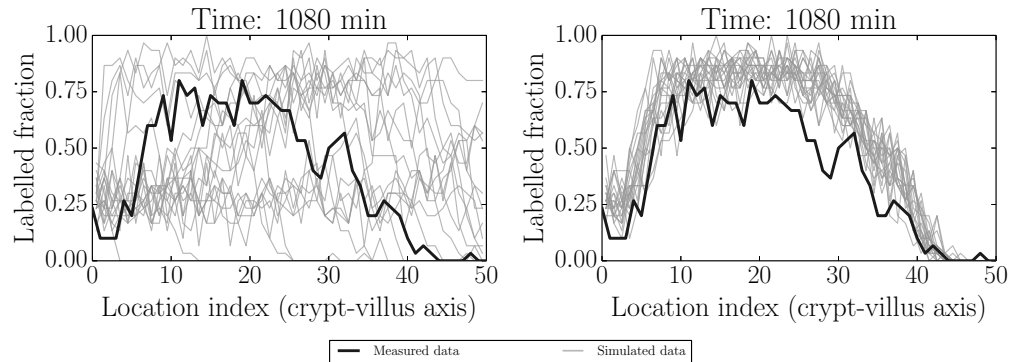 Time: 1080 min
1.00
0.75
0.50
0.25
0.00
Labelled fraction
0 10 20 30 40 50
Location index (crypt-villus axis)
Time: 1080 min
1.00
0.75
0.50
0.25
0.00
Labelled fraction
0 10 20 30 40 50
Location index (crypt-villus axis)
Measured data Simulated data